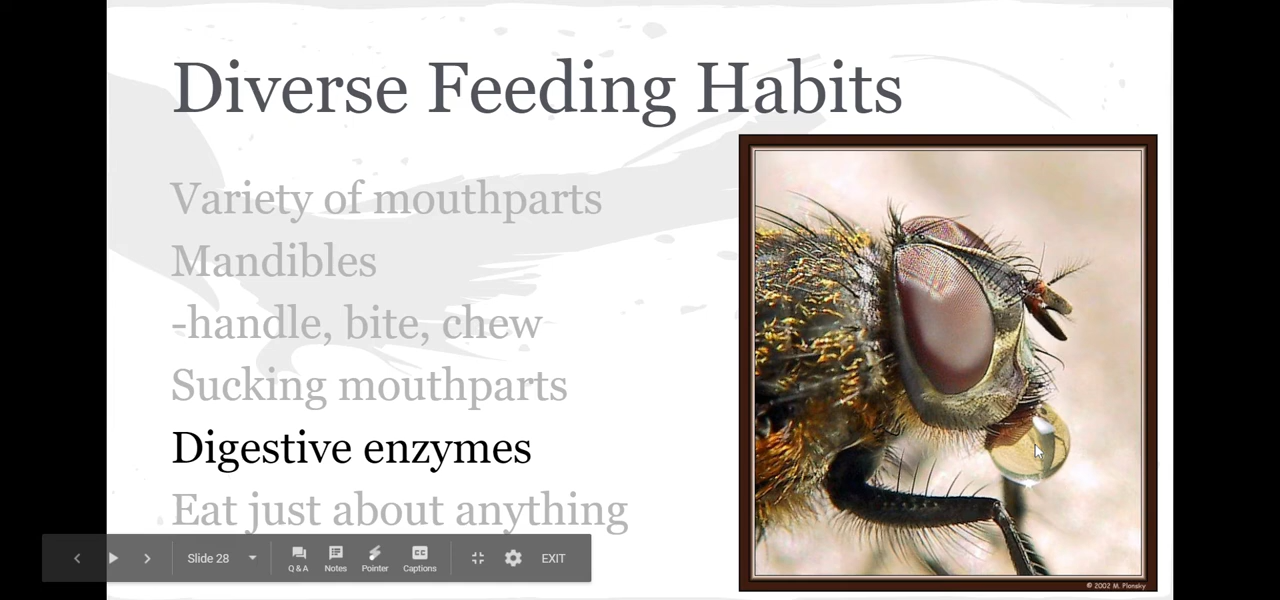 Diverse Feeding Habits
Variety of mouthparts
Mandibles
-handle, bite, chew
Sucking mouthparts
Digestive enzymes
Eat just about anything
Slide 28
Q & A
Notes
Pointer
CC
Captions
EXIT
© 2002 M. Plonsky